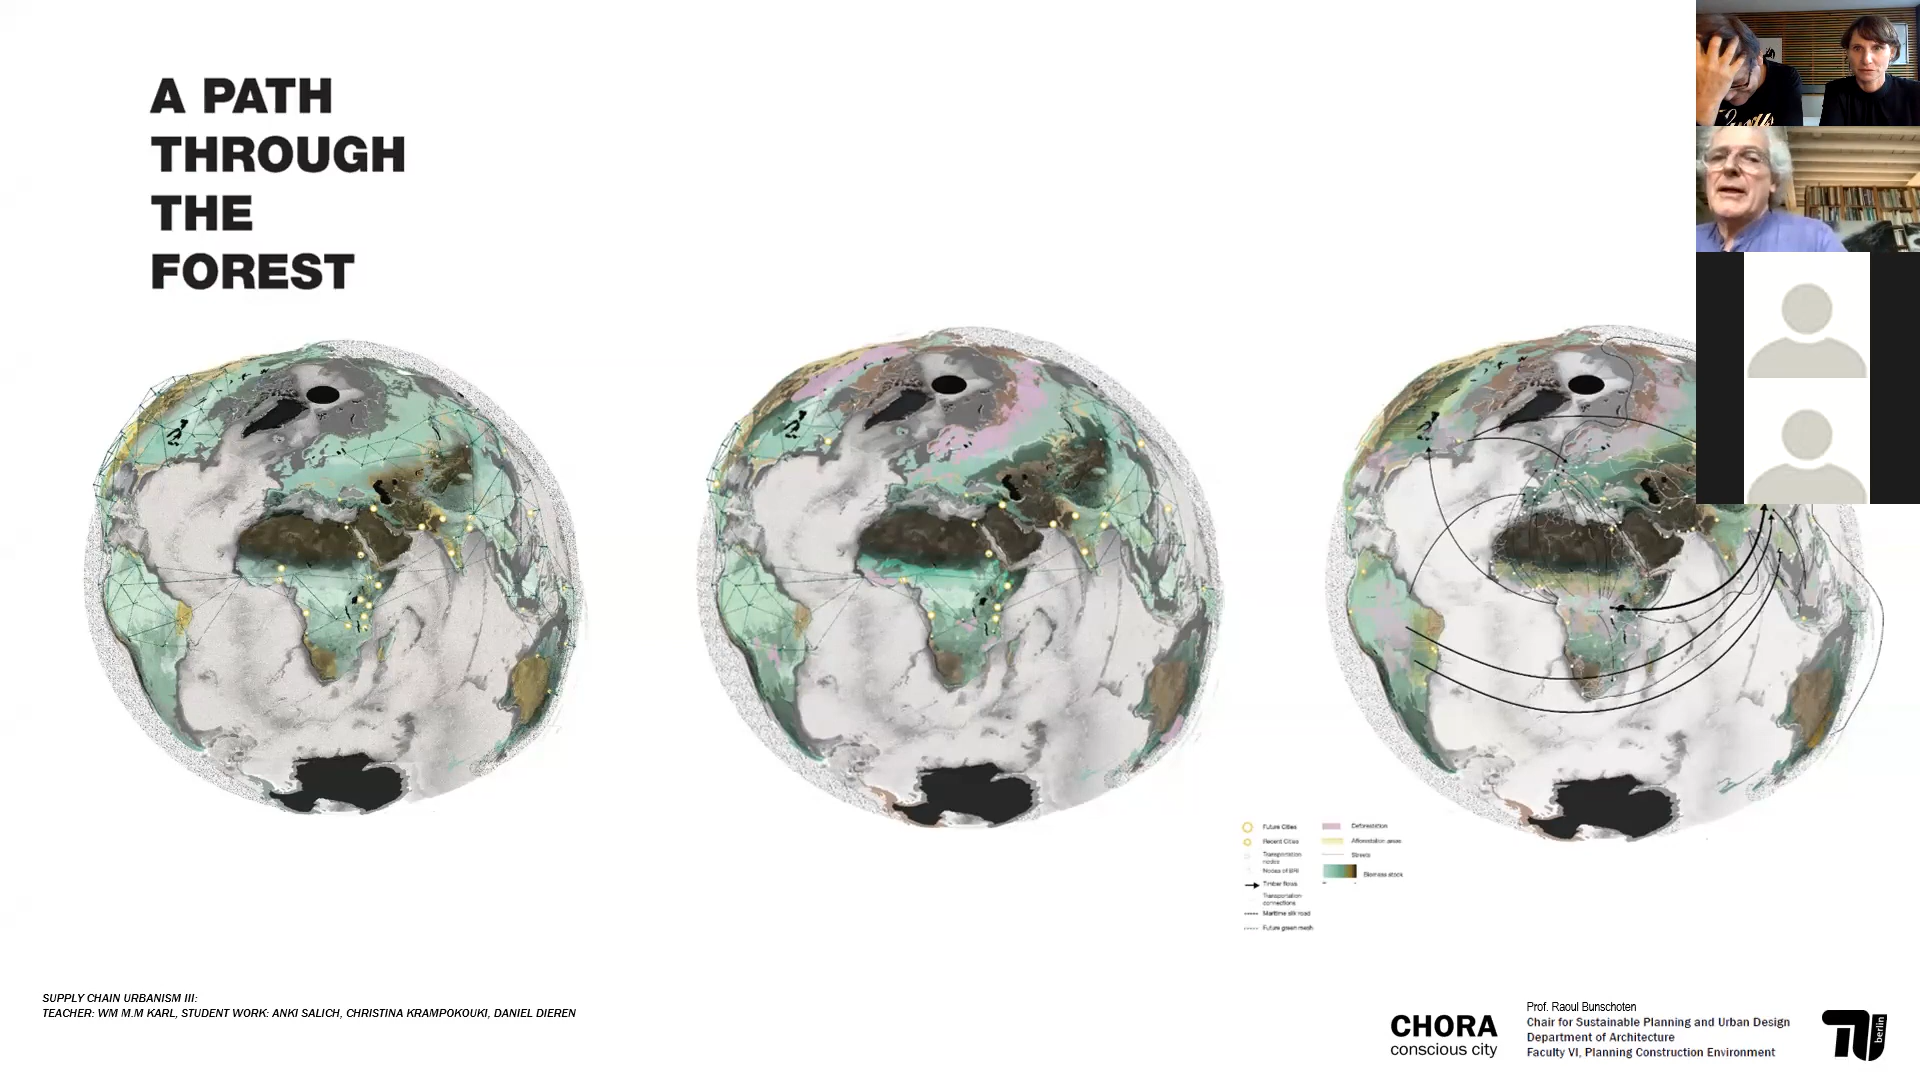 A PATH
THROUGH
THE
FOREST
Future Cities
Recent Cities
Transportation
nodes
Nodes of BRI
Timber flows
Transportation
connections
Maritime silk road
Future green mesh
Deforestation
Afforestation areas
Streets
Biomass stock
SUPPLY CHAIN URBANISM III:
TEACHER: WM M.M KARL, STUDENT WORK: ANKI SALICH, CHRISTINA KRAMPOKOUKI, DANIEL DIEREN
CHORA
conscious city
Prof. Raoul Bunschoten
Chair for Sustainable Planning and Urban Design
Department of Architecture
Faculty VI, Planning Construction Environment
berlin